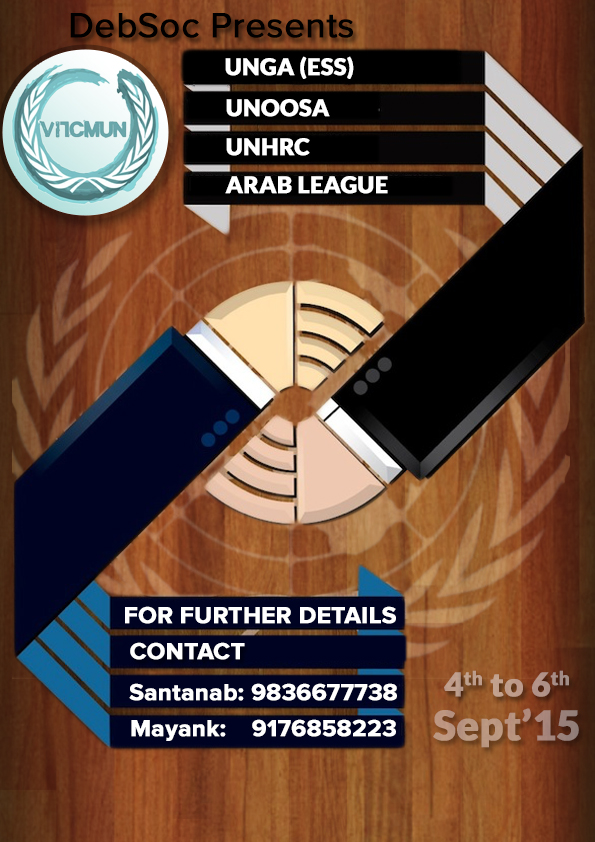 DebSoc Presents
VITCMUN
UNGA (ESS)
UNOOSA
UNHRC
ARAB LEAGUE
FOR FURTHER DETAILS
CONTACT
Santanab: 9836677738
Mayank: 9176858223
4th to 6th
Sept'15